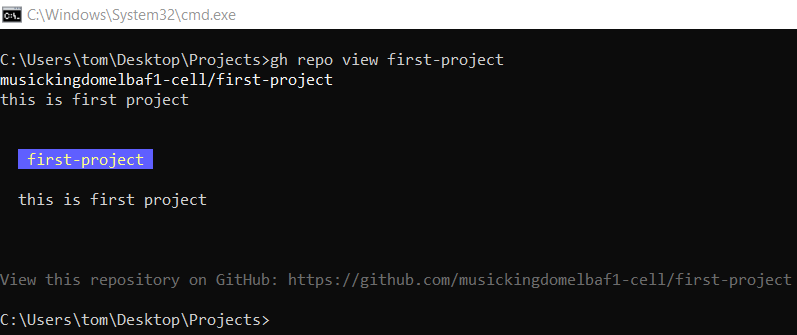 C:\Windows\System32\cmd.exe
C:\Users\tom\Desktop\Projects>gh repo view first-project
musickingdomelbaf1-cell/first-project
this is first project
first-project
this is first project
View this repository on GitHub: https://github.com/musickingdomelbaf1-cell/first-project
C:\Users\tom\Desktop\Projects>